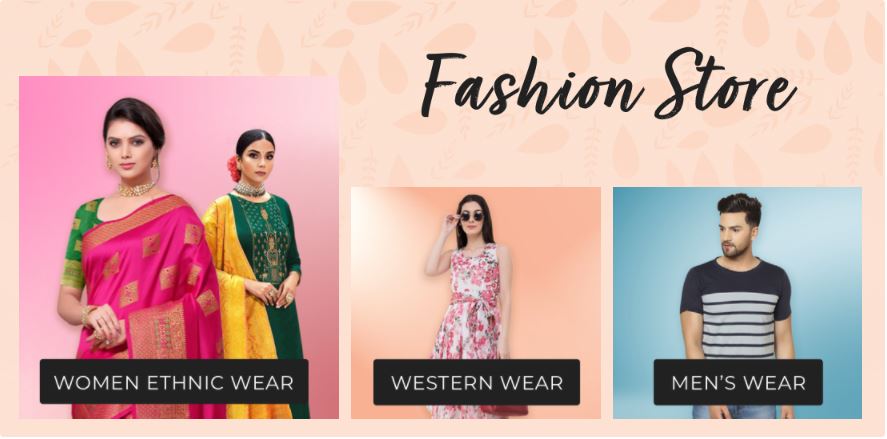 Fashion Store
WOMEN ETHNIC WEAR
WESTERN WEAR
MEN'S WEAR